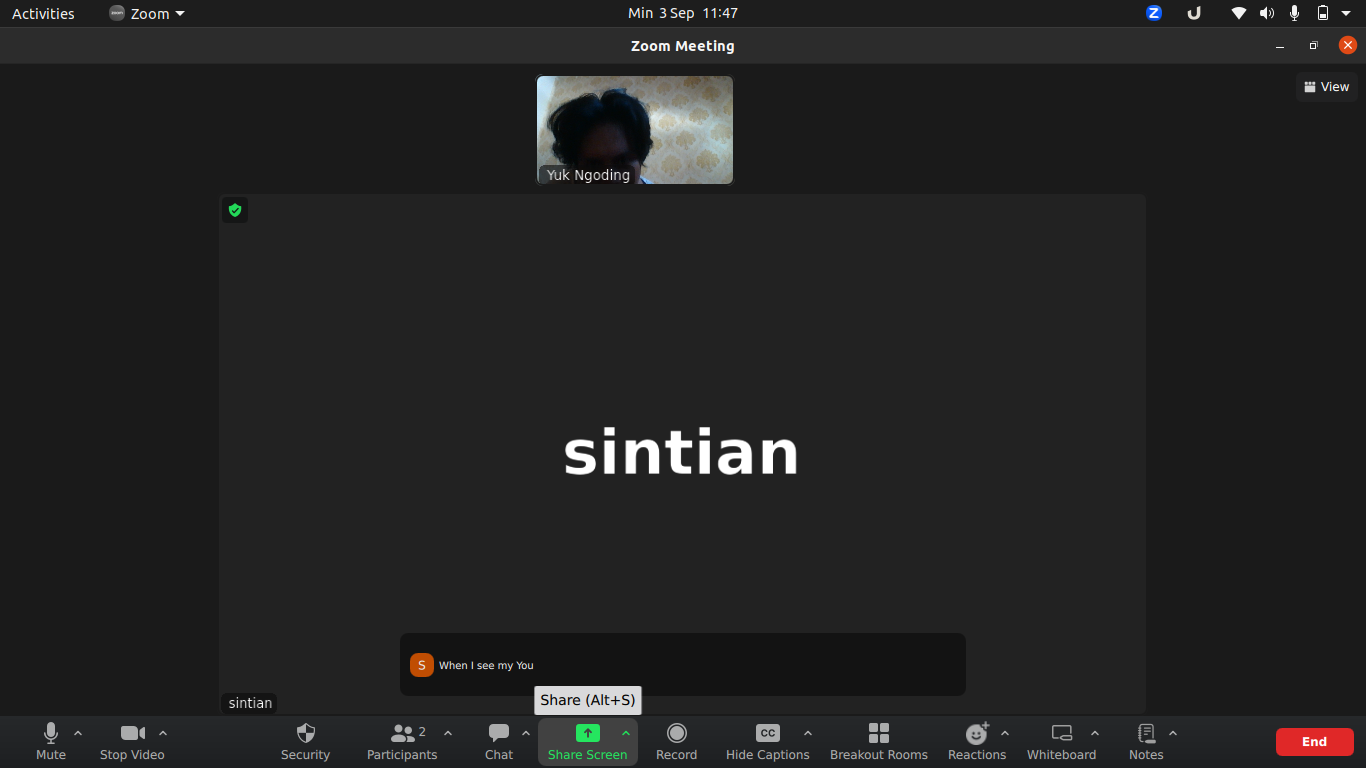 Activities
zoom
Zoom
Min 3 Sep 11:47
Z
Zoom Meeting
View
Yuk Ngoding
sintian
S
When I see my You
sintian
Share (Alt+S)
Mute
Stop Video
Security
2
Participants
Chat
Share Screen
Record
CC
Hide Captions
Breakout Rooms
Reactions
Whiteboard
Notes
End